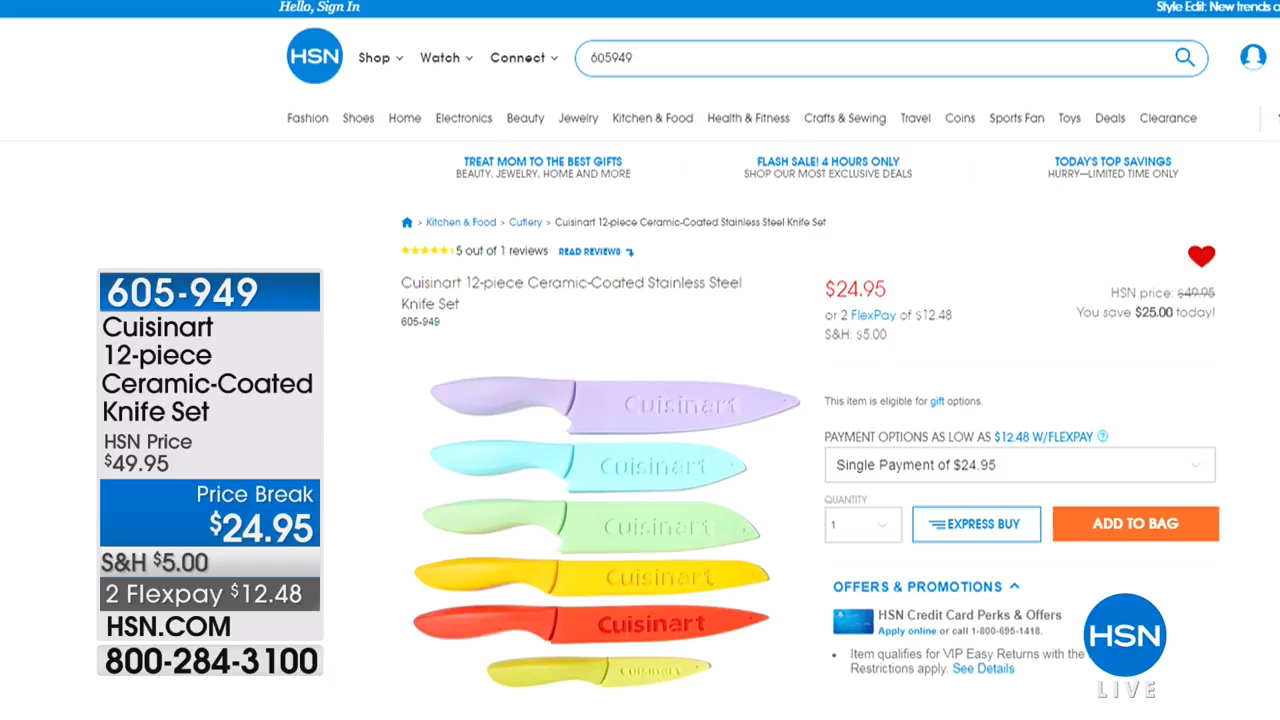 Hello, Sign In
Style Edit: New trends
HSN
Shop
Watch
Connect
605949
Fashion
Shoes
Home
Electronics
Beauty
Jewelry
Kitchen & Food
Health & Fitness
Crafts & Sewing
Travel
Coins
Sports Fan
Toys
Deals
Clearance
TREAT MOM TO THE BEST GIFTS
BEAUTY, JEWELRY, HOME AND MORE
FLASH SALE! 4 HOURS ONLY
SHOP OUR MOST EXCLUSIVE DEALS
TODAY'S TOP SAVINGS
HURRY—LIMITED TIME ONLY
> Kitchen & Food > Cutlery > Cuisinart 12-piece Ceramic-Coated Stainless Steel Knife Set
5 out of 1 reviews READ REVIEWS
Cuisinart 12-piece Ceramic-Coated Stainless Steel
Knife Set
605-949
$24.95
or 2 FlexPay of $12.48
S&H: $5.00
HSN price: $49.95
You save $25.00 today!
605-949
Cuisinart
12-piece
Ceramic-Coated
Knife Set
HSN Price
$49.95
Price Break
$24.95
S&H $5.00
2 Flexpay $12.48
HSN.COM
800-284-3100
Cuisinart
Cuisinart
Cuisinart
Cuisinart
Cuisinart
Cuisinart
This item is eligible for gift options.
PAYMENT OPTIONS AS LOW AS $12.48 W/FLEXPAY ?
Single Payment of $24.95
QUANTITY
1
EXPRESS BUY
ADD TO BAG
OFFERS & PROMOTIONS
HSN Credit Card Perks & Offers
Apply online or call 1-800-695-1418.
• Item qualifies for VIP Easy Returns with the
Restrictions apply. See Details
HSN
LIVE